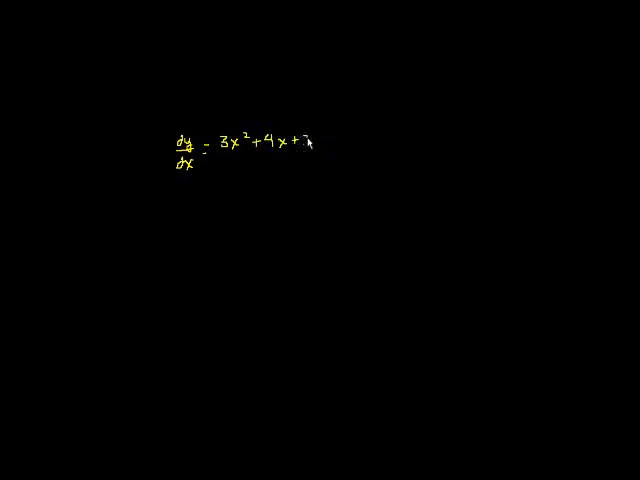 dy/dx = 3x² + 4x +